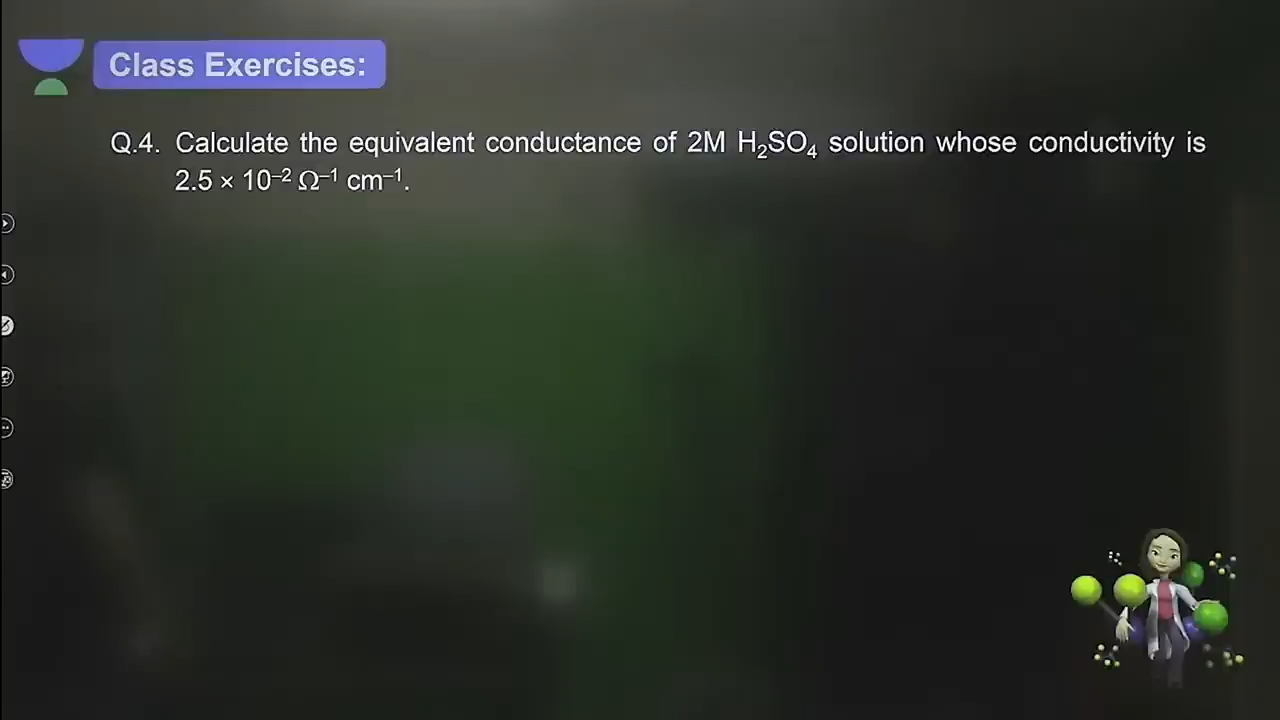 Class Exercises:
Q.4. Calculate the equivalent conductance of 2M H₂SO₄ solution whose conductivity is
2.5 × 10⁻² Ω⁻¹ cm⁻¹.